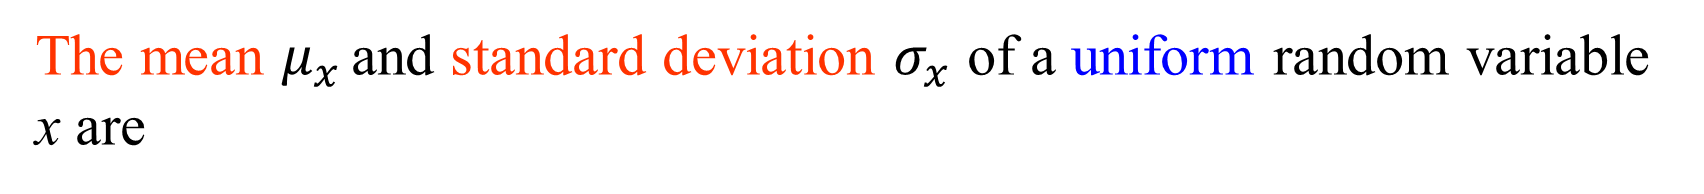 The mean μₓ and standard deviation σₓ of a uniform random variable
x are